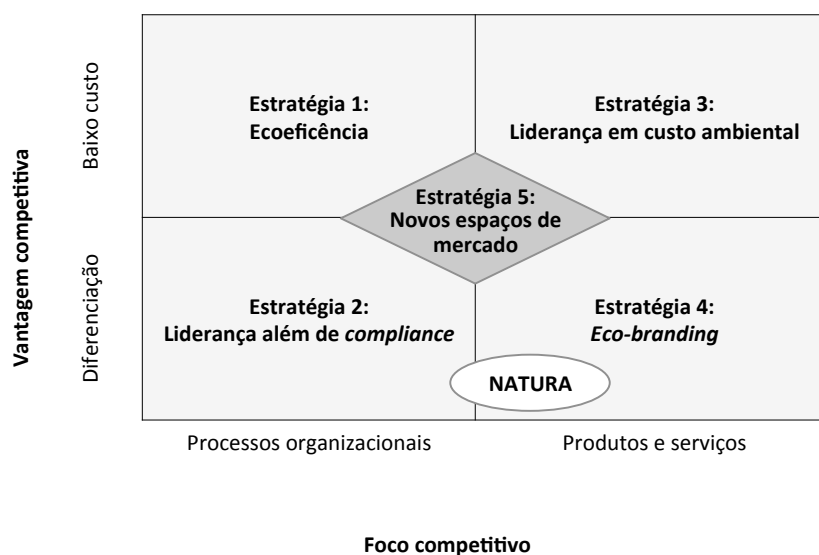 Vantagem competitiva
Baixo custo
Diferenciação
Estratégia 1:
Ecoeficência
Estratégia 3:
Liderança em custo ambiental
Estratégia 5:
Novos espaços de
mercado
Estratégia 2:
Liderança além de compliance
Estratégia 4:
Eco-branding
NATURA
Processos organizacionais
Produtos e serviços
Foco competitivo